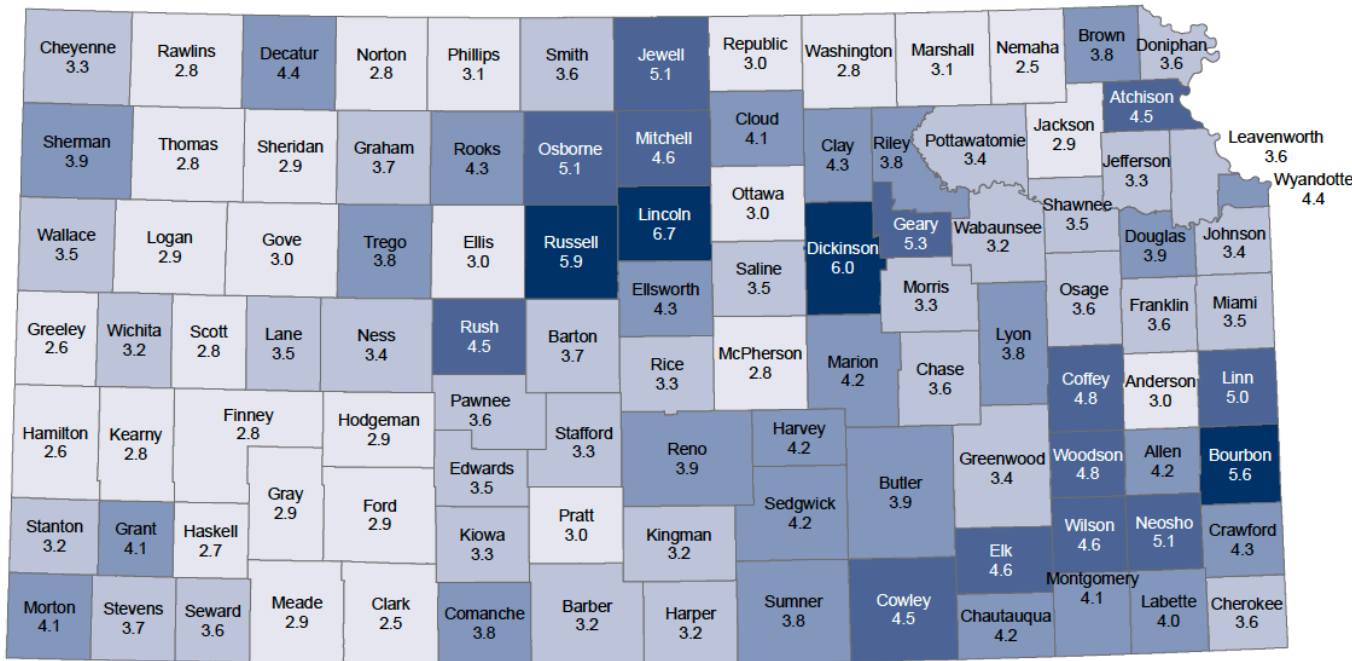 Cheyenne
3.3
Rawlins
2.8
Decatur
4.4
Norton
2.8
Phillips
3.1
Smith
3.6
Jewell
5.1
Republic
3.0
Washington
2.8
Marshall
3.1
Nemaha
2.5
Brown
3.8
Doniphan
3.6
Atchison
4.5
Sherman
3.9
Thomas
2.8
Sheridan
2.9
Graham
3.7
Rooks
4.3
Osborne
5.1
Mitchell
4.6
Cloud
4.1
Clay
4.3
Riley
3.8
Pottawatomie
3.4
Jackson
2.9
Jefferson
3.3
Leavenworth
3.6
Wyandotte
4.4
Wallace
3.5
Logan
2.9
Gove
3.0
Trego
3.8
Ellis
3.0
Russell
5.9
Lincoln
6.7
Ottawa
3.0
Dickinson
6.0
Geary
5.3
Wabaunsee
3.2
Shawnee
3.5
Douglas
3.9
Johnson
3.4
Ellsworth
4.3
Saline
3.5
Morris
3.3
Osage
3.6
Franklin
3.6
Miami
3.5
Greeley
2.6
Wichita
3.2
Scott
2.8
Lane
3.5
Ness
3.4
Rush
4.5
Barton
3.7
Rice
3.3
McPherson
2.8
Marion
4.2
Chase
3.6
Lyon
3.8
Coffey
4.8
Anderson
3.0
Linn
5.0
Hamilton
2.6
Kearny
2.8
Finney
2.8
Hodgeman
2.9
Pawnee
3.6
Stafford
3.3
Edwards
3.5
Reno
3.9
Harvey
4.2
Butler
3.9
Greenwood
3.4
Woodson
4.8
Allen
4.2
Bourbon
5.6
Gray
2.9
Ford
2.9
Sedgwick
4.2
Stanton
3.2
Grant
4.1
Haskell
2.7
Kiowa
3.3
Pratt
3.0
Kingman
3.2
Elk
4.6
Wilson
4.6
Neosho
5.1
Crawford
4.3
Morton
4.1
Stevens
3.7
Seward
3.6
Meade
2.9
Clark
2.5
Comanche
3.8
Barber
3.2
Harper
3.2
Sumner
3.8
Cowley
4.5
Chautauqua
4.2
Montgomery
4.1
Labette
4.0
Cherokee
3.6